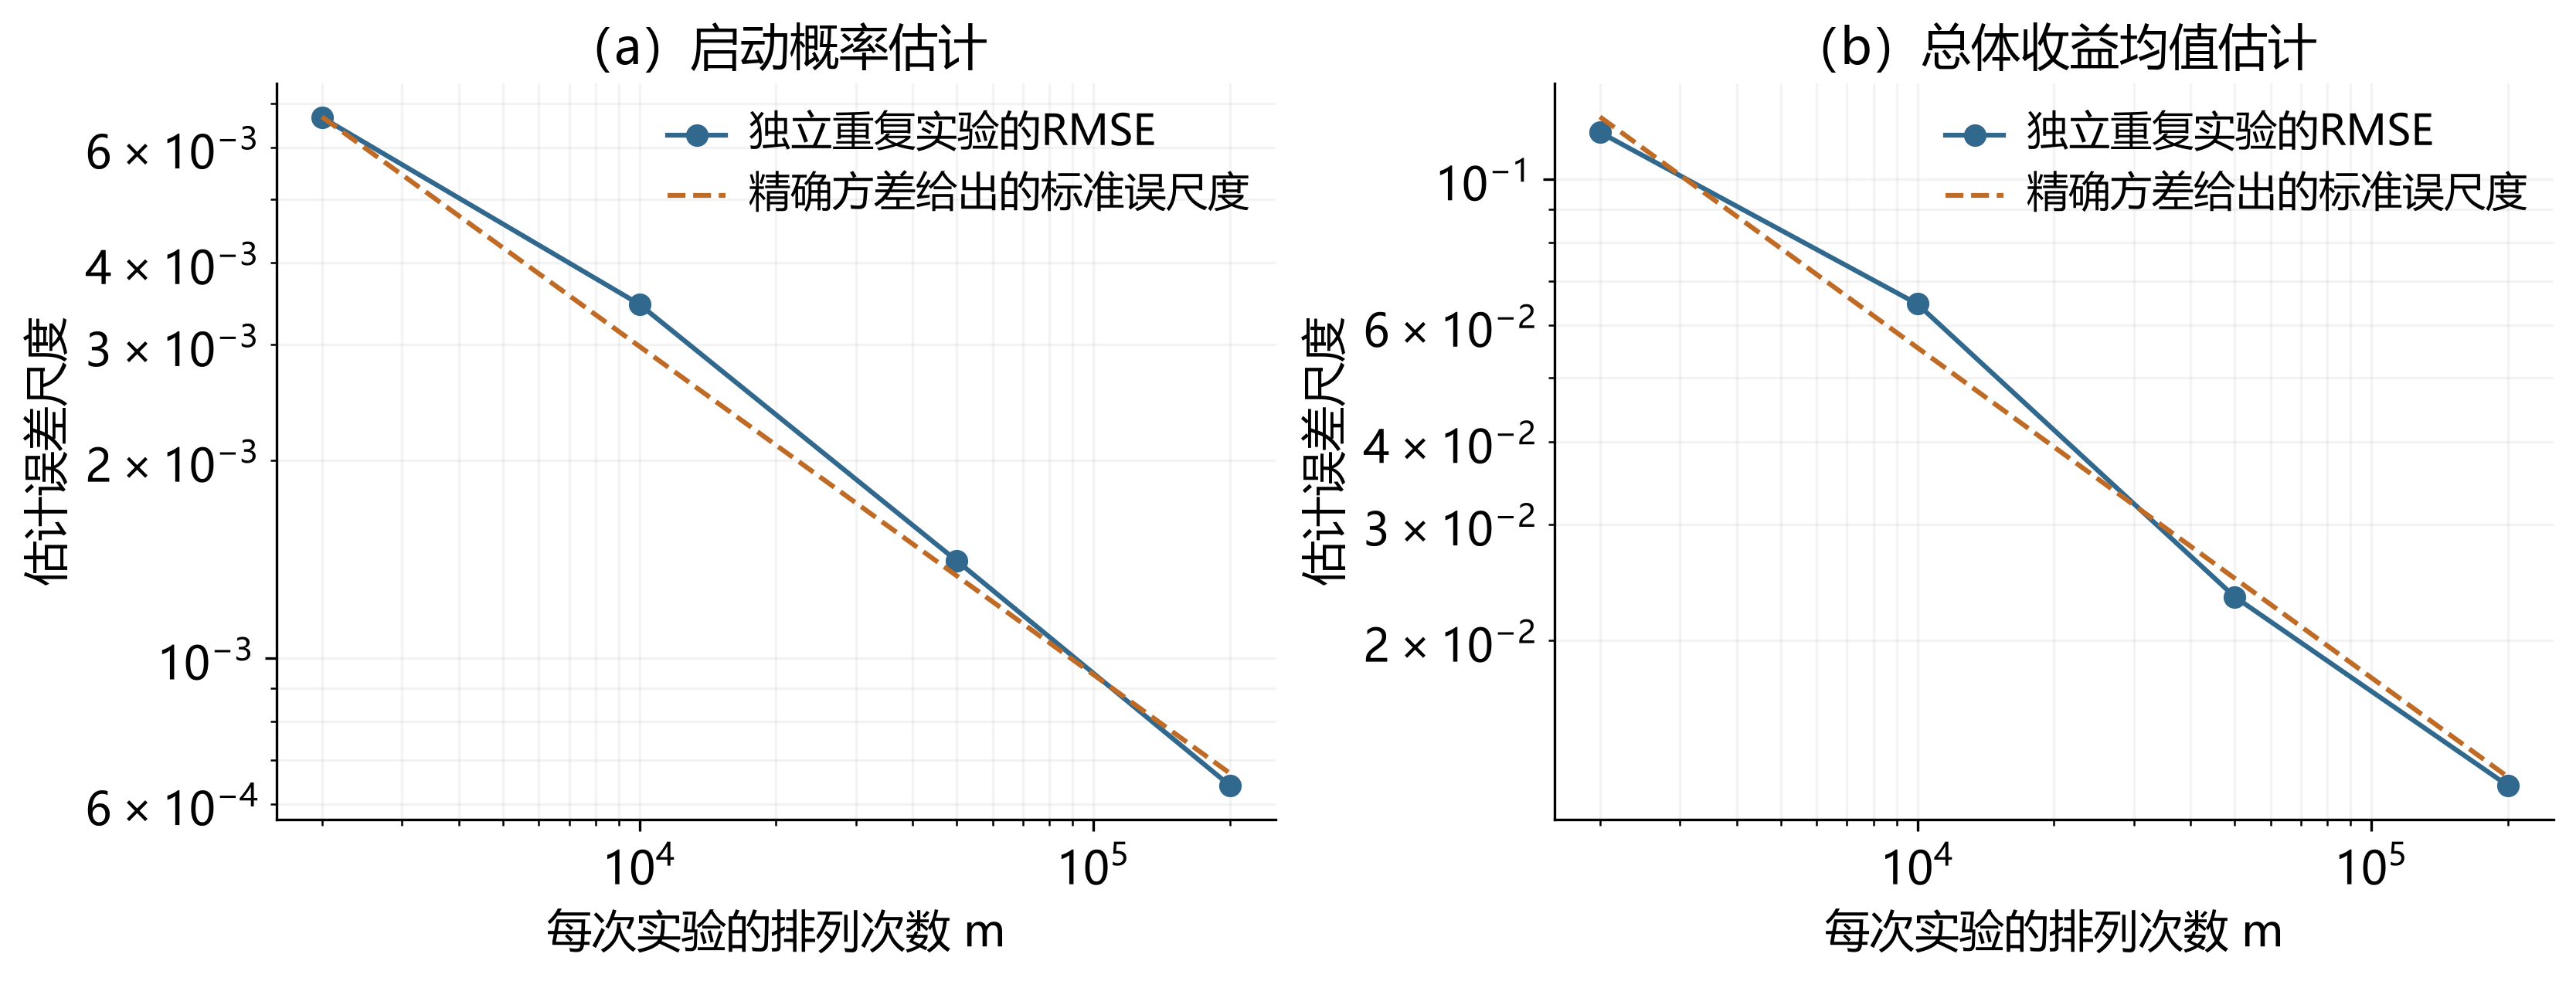 （a）启动概率估计
独立重复实验的RMSE
精确方差给出的标准误尺度
估计误差尺度
6 × 10⁻³
4 × 10⁻³
3 × 10⁻³
2 × 10⁻³
10⁻³
6 × 10⁻⁴
10⁴
10⁵
每次实验的排列次数 m
（b）总体收益均值估计
独立重复实验的RMSE
精确方差给出的标准误尺度
估计误差尺度
10⁻¹
6 × 10⁻²
4 × 10⁻²
3 × 10⁻²
2 × 10⁻²
10⁴
10⁵
每次实验的排列次数 m